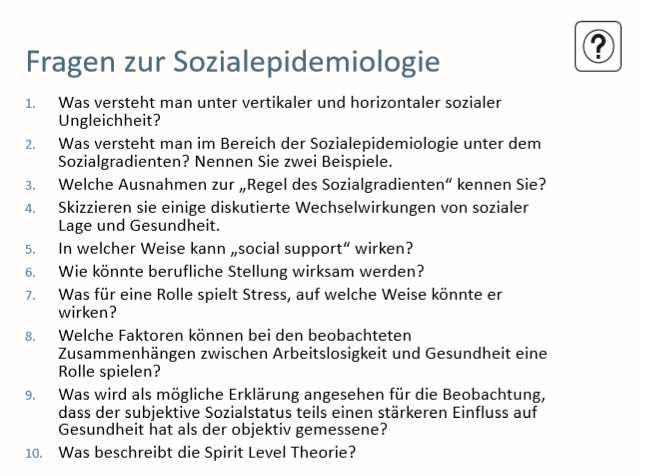 ?
Fragen zur Sozialepidemiologie
1. Was versteht man unter vertikaler und horizontaler sozialer
Ungleichheit?
2. Was versteht man im Bereich der Sozialepidemiologie unter dem
Sozialgradienten? Nennen Sie zwei Beispiele.
3. Welche Ausnahmen zur „Regel des Sozialgradienten“ kennen Sie?
4. Skizzieren sie einige diskutierte Wechselwirkungen von sozialer
Lage und Gesundheit.
5. In welcher Weise kann „social support“ wirken?
6. Wie könnte berufliche Stellung wirksam werden?
7. Was für eine Rolle spielt Stress, auf welche Weise könnte er
wirken?
8. Welche Faktoren können bei den beobachteten
Zusammenhängen zwischen Arbeitslosigkeit und Gesundheit eine
Rolle spielen?
9. Was wird als mögliche Erklärung angesehen für die Beobachtung,
dass der subjektive Sozialstatus teils einen stärkeren Einfluss auf
Gesundheit hat als der objektiv gemessene?
10. Was beschreibt die Spirit Level Theorie?